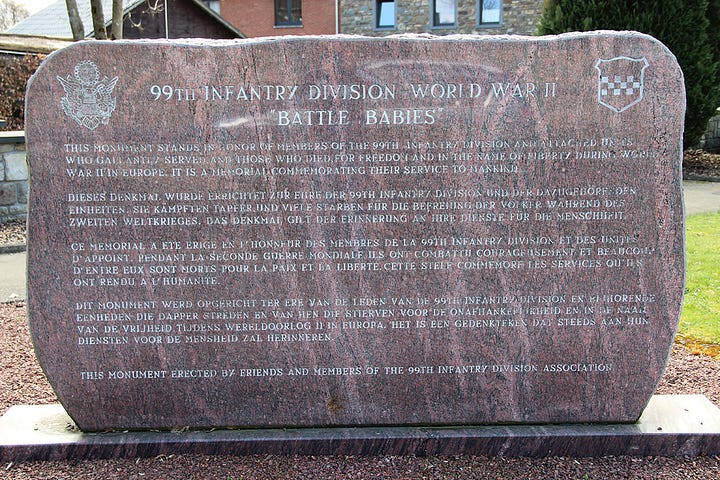 99TH INFANTRY DIVISION WORLD WAR II
"BATTLE BABIES"
THIS MONUMENT STANDS IN HONOR OF MEMBERS OF THE 99TH INFANTRY DIVISION AND ATTACHED UNITS
WHO GALLANTLY SERVED AND THOSE WHO DIED FOR FREEDOM AND IN THE NAME OF LIBERTY DURING WORLD
WAR II IN EUROPE. IT IS A MEMORIAL COMMEMORATING THEIR SERVICE TO MANKIND.
DIESES DENKMAL WURDE ERRICHTET ZUR EHRE DER 99TH INFANTRY DIVISION UND DER DAZUGEHÖRENDEN
EINHEITEN. SIE KÄMPFTEN TAPFER UND VIELE STARBEN FÜR DIE BEFREIUNG DER VÖLKER WÄHREND DES
ZWEITEN WELTKRIEGES. DAS DENKMAL GILT DER ERINNERUNG AN IHRE DIENSTE FÜR DIE MENSCHHEIT.
CE MEMORIAL A ETE ERIGE EN L'HONNEUR DES MEMBRES DE LA 99TH INFANTRY DIVISION ET DES UNITES
D'APPOINT. PENDANT LA SECONDE GUERRE MONDIALE ILS ONT COMBATTU COURAGEUSEMENT ET BEAUCOUP
D'ENTRE EUX SONT MORTS POUR LA PAIX ET LA LIBERTE. CETTE STELE COMMEMORE LES SERVICES QU'ILS
ONT RENDU A L'HUMANITE.
DIT MONUMENT WERD OPGERICHT TER ERE VAN DE LEDEN VAN DE 99TH INFANTRY DIVISION EN BIJHORENDE
EENHEDEN DIE DAPPER STREDEN EN VAN HEN DIE STIERVEN VOOR DE ONAFHANKELIJKHEID EN IN DE NAAM
VAN DE VRIJHEID TIJDENS WERELDOORLOG II IN EUROPA. HET IS EEN GEDENKTEKEN DAT STEEDS AAN HUN
DIENSTEN VOOR DE MENSHEID ZAL HERINNEREN.
THIS MONUMENT ERECTED BY FRIENDS AND MEMBERS OF THE 99TH INFANTRY DIVISION ASSOCIATION